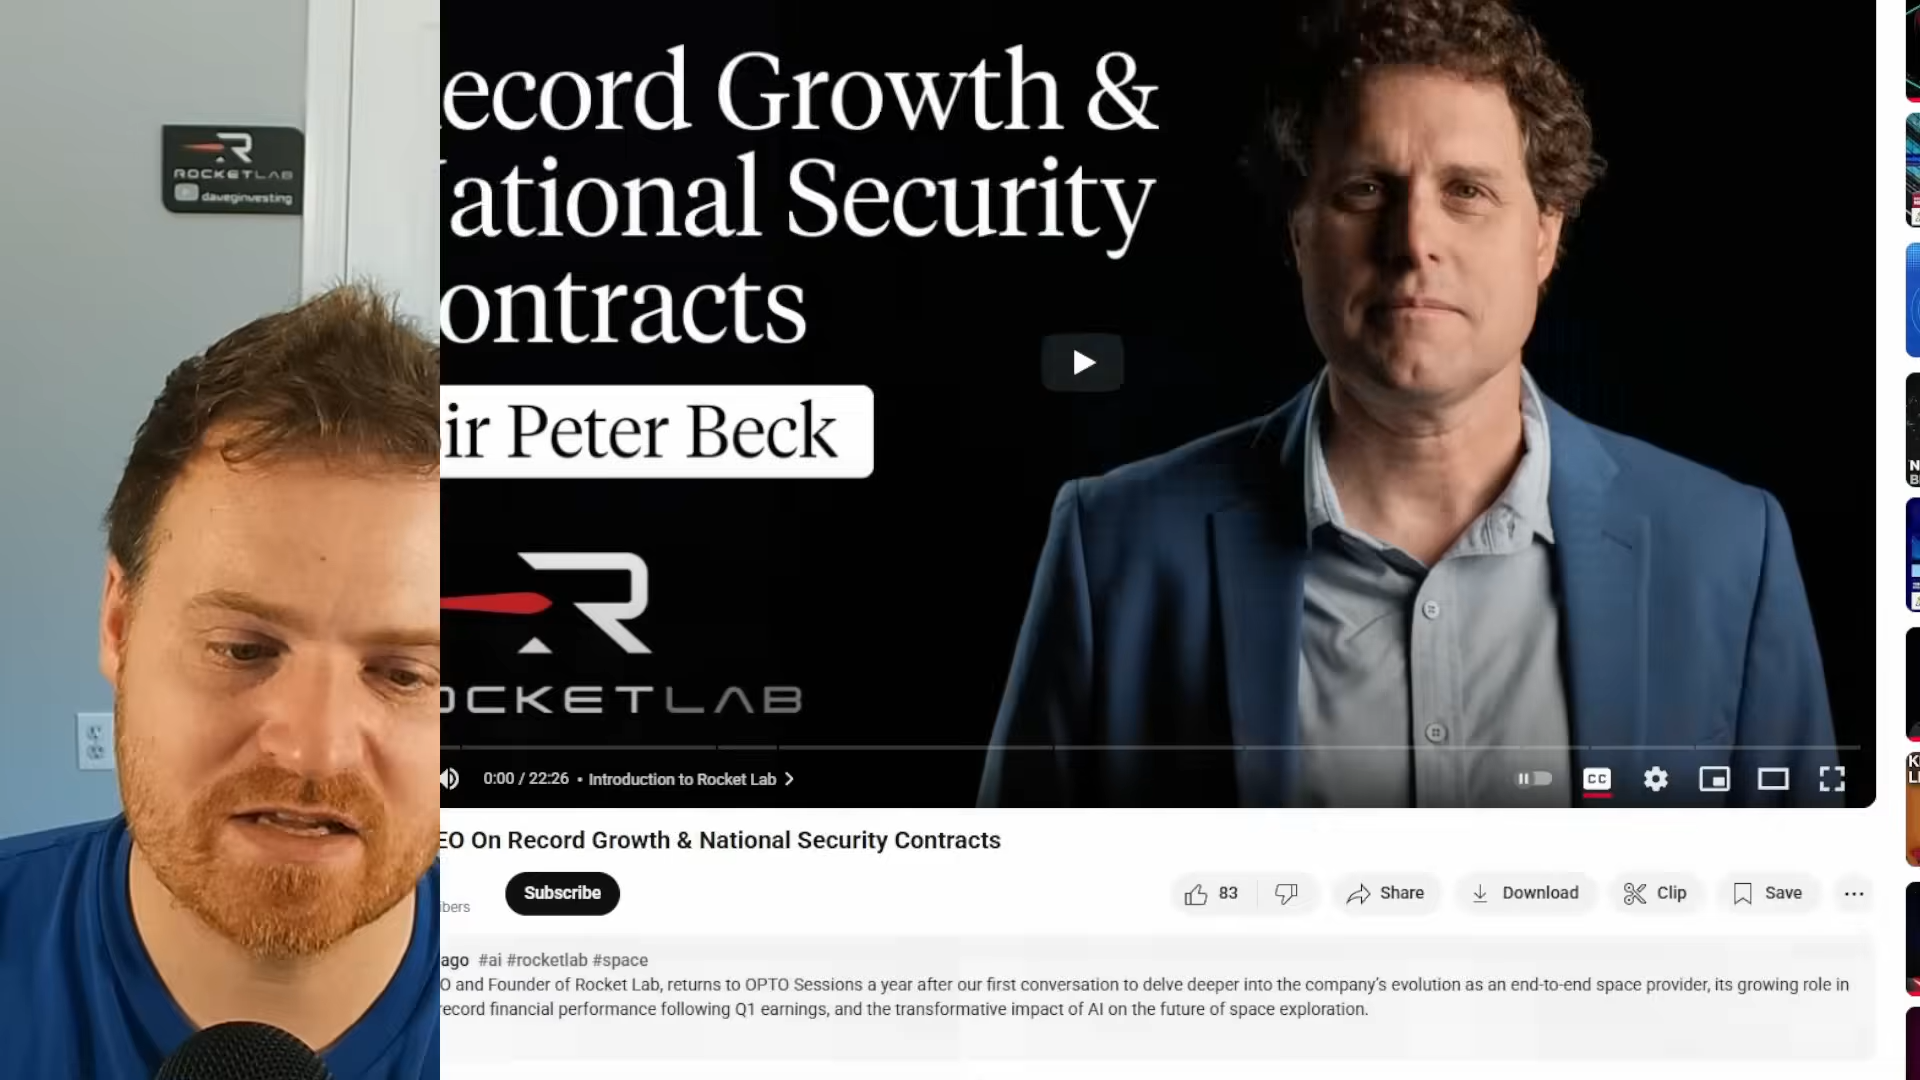 ROCKETLAB
daveginvesting
ecord Growth &
ational Security
ontracts
ir Peter Beck
R
OCKETLAB
0:00 / 22:26 • Introduction to Rocket Lab
CC
EO On Record Growth & National Security Contracts
ibers
Subscribe
83
Share
Download
Clip
Save
ago #ai #rocketlab #space
O and Founder of Rocket Lab, returns to OPTO Sessions a year after our first conversation to delve deeper into the company's evolution as an end-to-end space provider, its growing role in
record financial performance following Q1 earnings, and the transformative impact of AI on the future of space exploration.